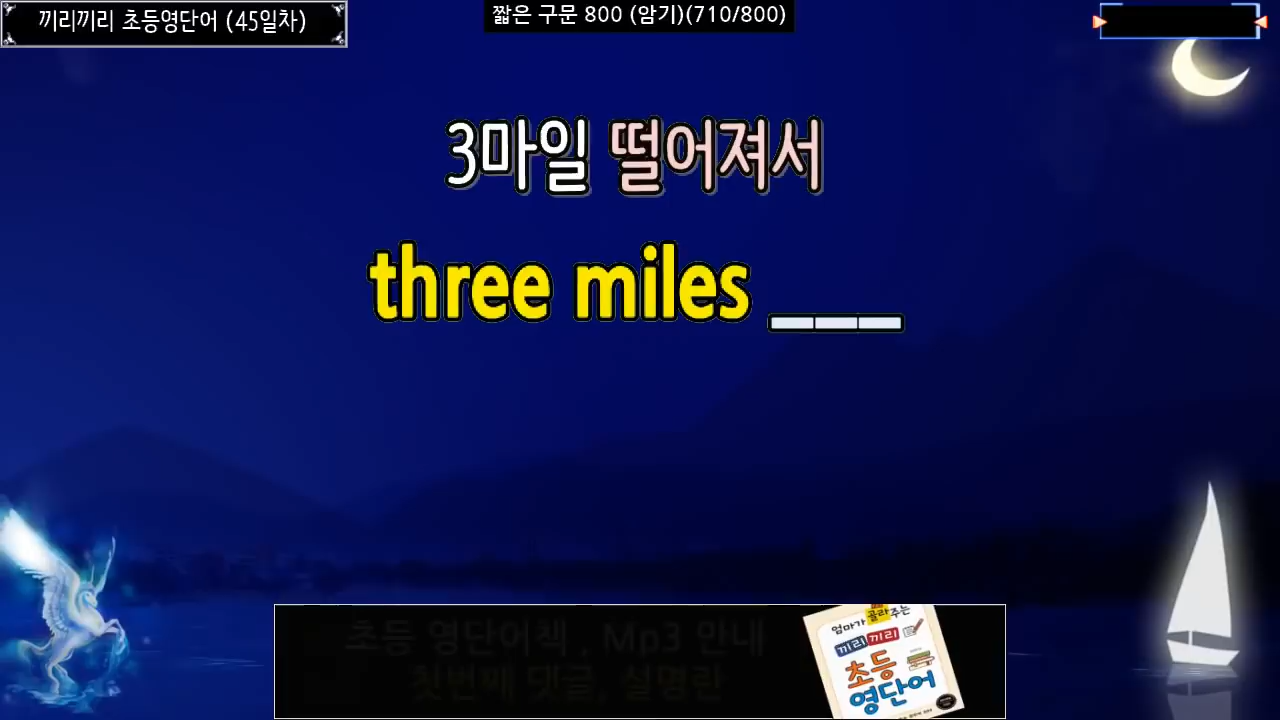 끼리끼리 초등영단어 (45일차)
짧은 구문 800 (암기)(710/800)
3마일 떨어져서
three miles ___
초등 영단어책 , Mp3 안내
첫번째 댓글, 설명란
엄마가 골라주는
끼리끼리
초등
영단어